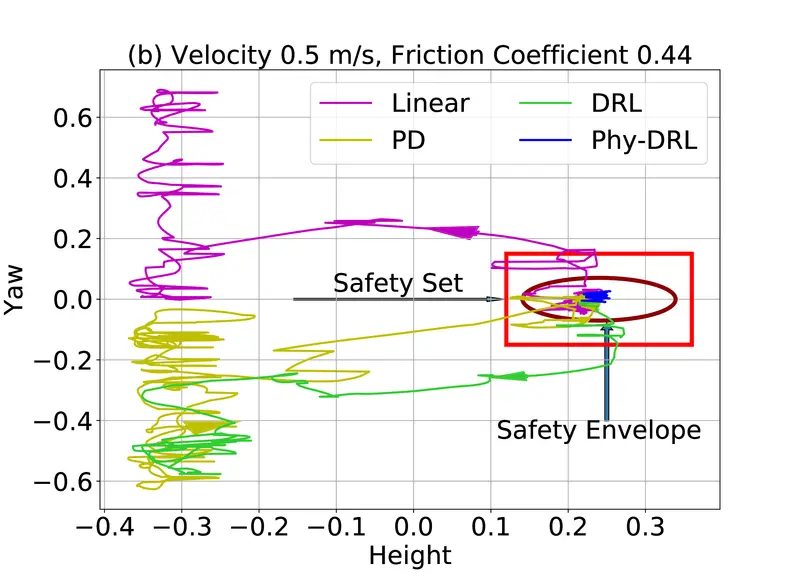 (b) Velocity 0.5 m/s, Friction Coefficient 0.44
Linear
DRL
PD
Phy-DRL
0.6
0.4
0.2
0.0
−0.2
−0.4
−0.6
Yaw
Safety Set
Safety Envelope
−0.4 −0.3 −0.2 −0.1 0.0 0.1 0.2 0.3
Height